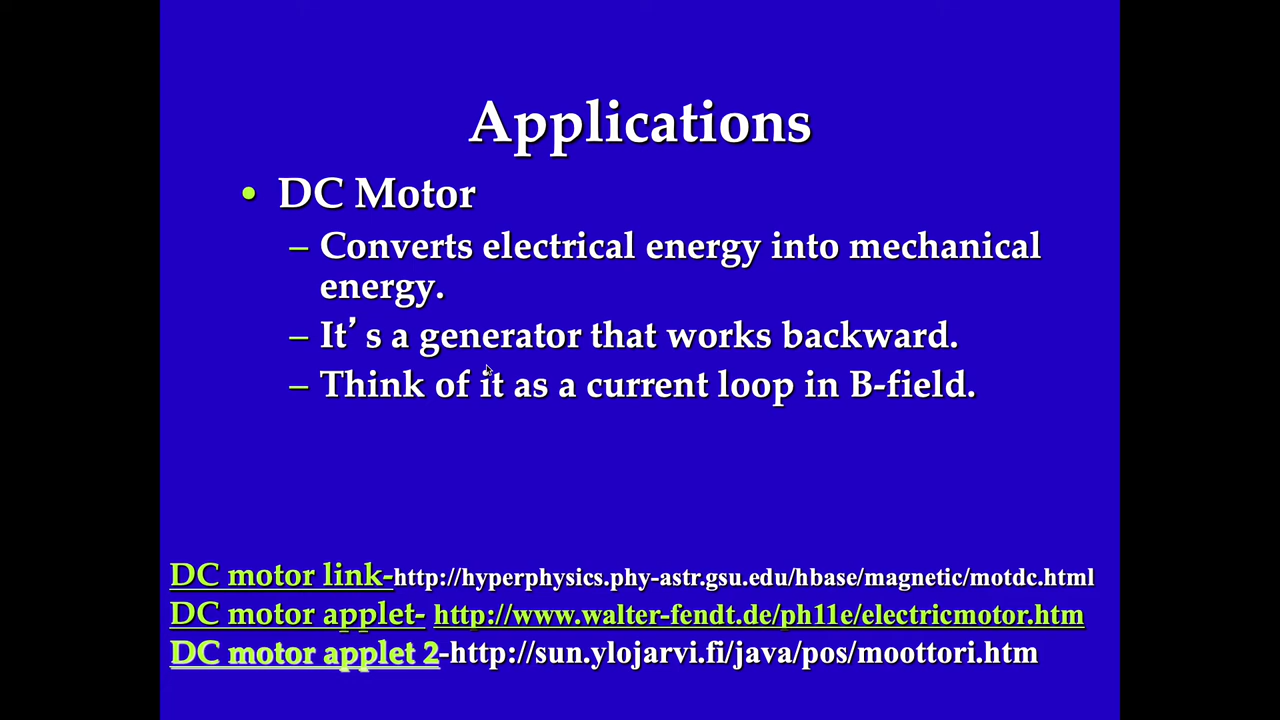 Applications
• DC Motor
– Converts electrical energy into mechanical
energy.
– It’s a generator that works backward.
– Think of it as a current loop in B-field.
DC motor link-http://hyperphysics.phy-astr.gsu.edu/hbase/magnetic/motdc.html
DC motor applet- http://www.walter-fendt.de/ph11e/electricmotor.htm
DC motor applet 2-http://sun.ylojarvi.fi/java/pos/moottori.htm